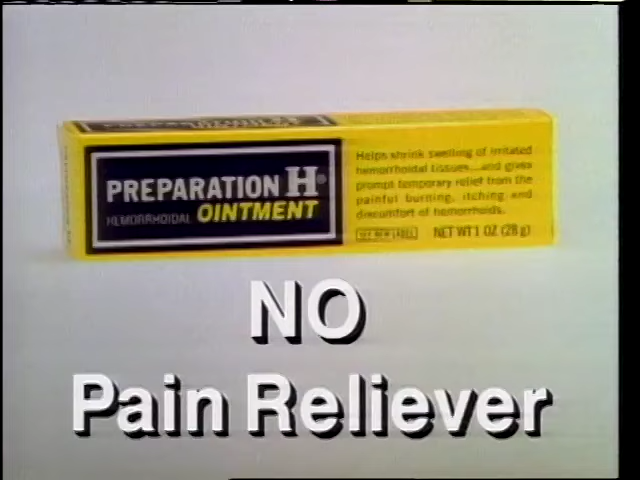 PREPARATION H®
HEMORRHOIDAL OINTMENT
Helps shrink swelling of irritated
hemorrhoidal tissues...and gives
prompt temporary relief from the
painful burning, itching and
discomfort of hemorrhoids.
NET WT 1 OZ (28 g)
NO
Pain Reliever